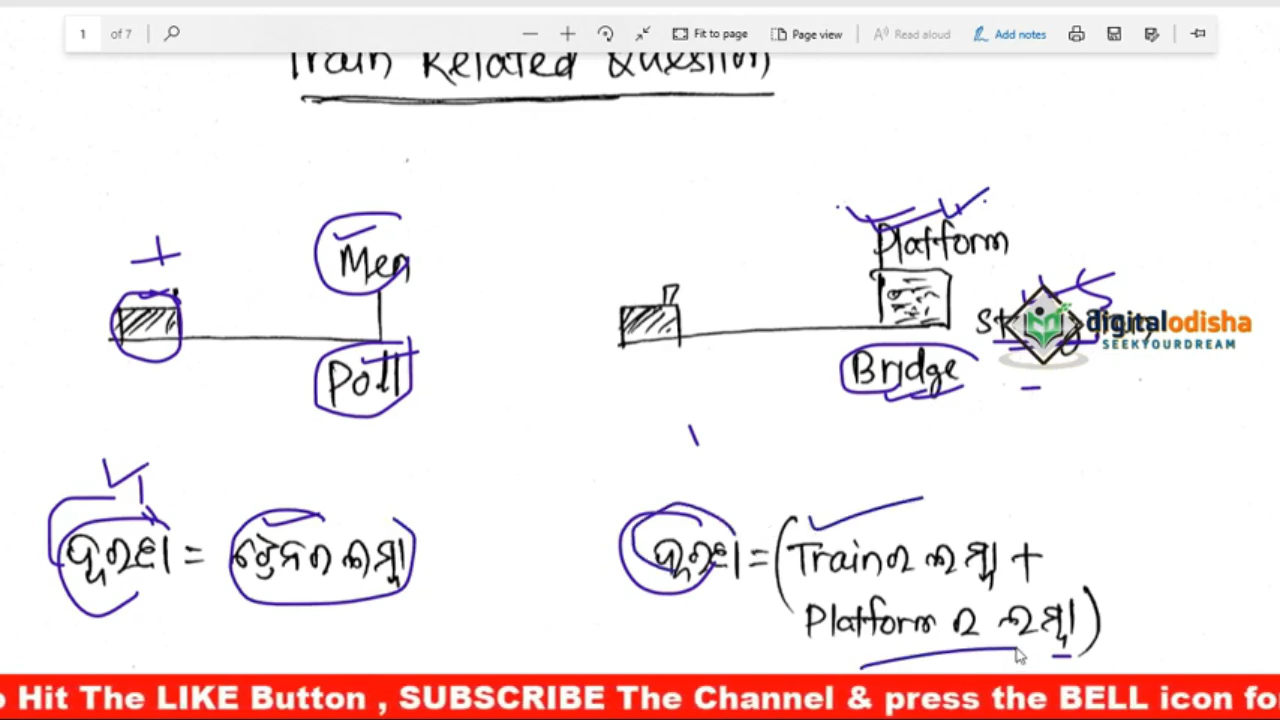 1 of 7 Fit to page Page view Read aloud Add notes
Train Related Question
Men
Poll
Platform
Bridge
digitalodisha
SEEKYOURDREAM
ଦୂରତା = ଟ୍ରେନର ଲମ୍ବା
ଦୂରତା = (Trainର ଲମ୍ବା +
Platform ର ଲମ୍ବା)
Hit The LIKE Button , SUBSCRIBE The Channel & press the BELL icon